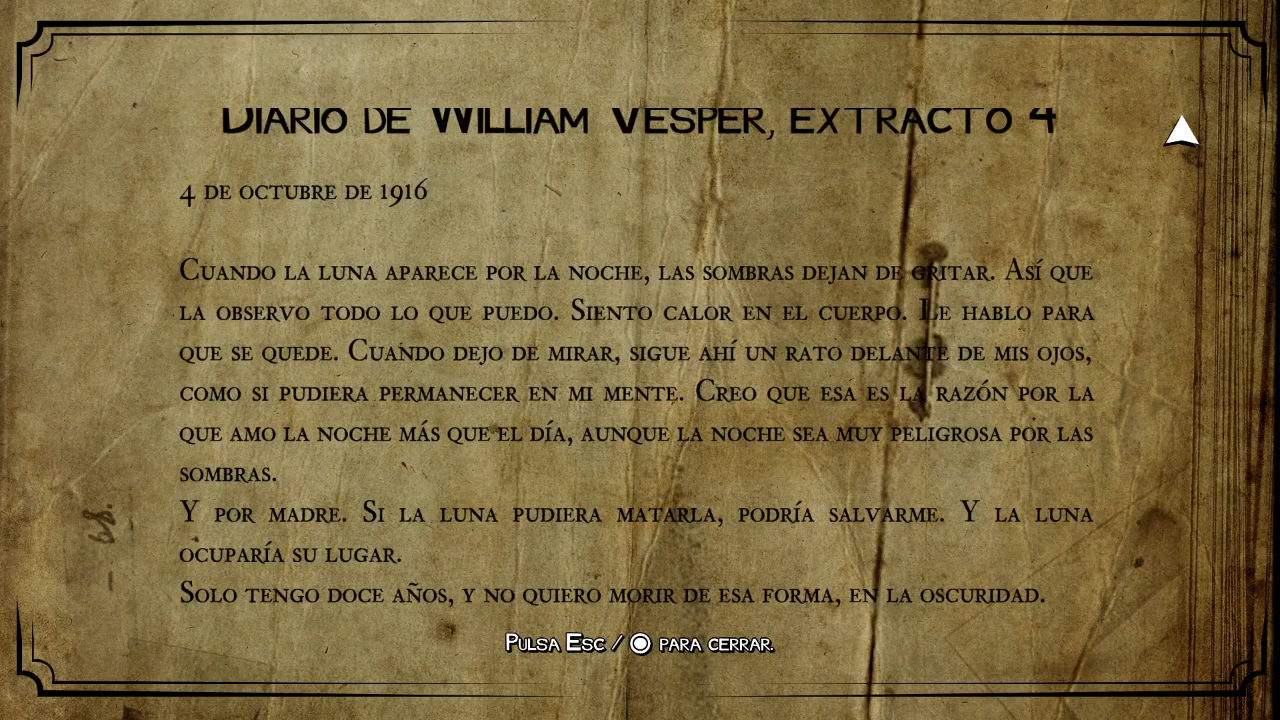 Diario de William Vesper, extracto 4
4 de octubre de 1916
Cuando la luna aparece por la noche, las sombras dejan de gritar. Así que
la observo todo lo que puedo. Siento calor en el cuerpo. Le hablo para
que se quede. Cuando dejo de mirar, sigue ahí un rato delante de mis ojos,
como si pudiera permanecer en mi mente. Creo que esa es la razón por la
que amo la noche más que el día, aunque la noche sea muy peligrosa por las
sombras.
Y por madre. Si la luna pudiera matarla, podría salvarme. Y la luna
ocuparía su lugar.
Solo tengo doce años, y no quiero morir de esa forma, en la oscuridad.
Pulsa Esc / para cerrar.